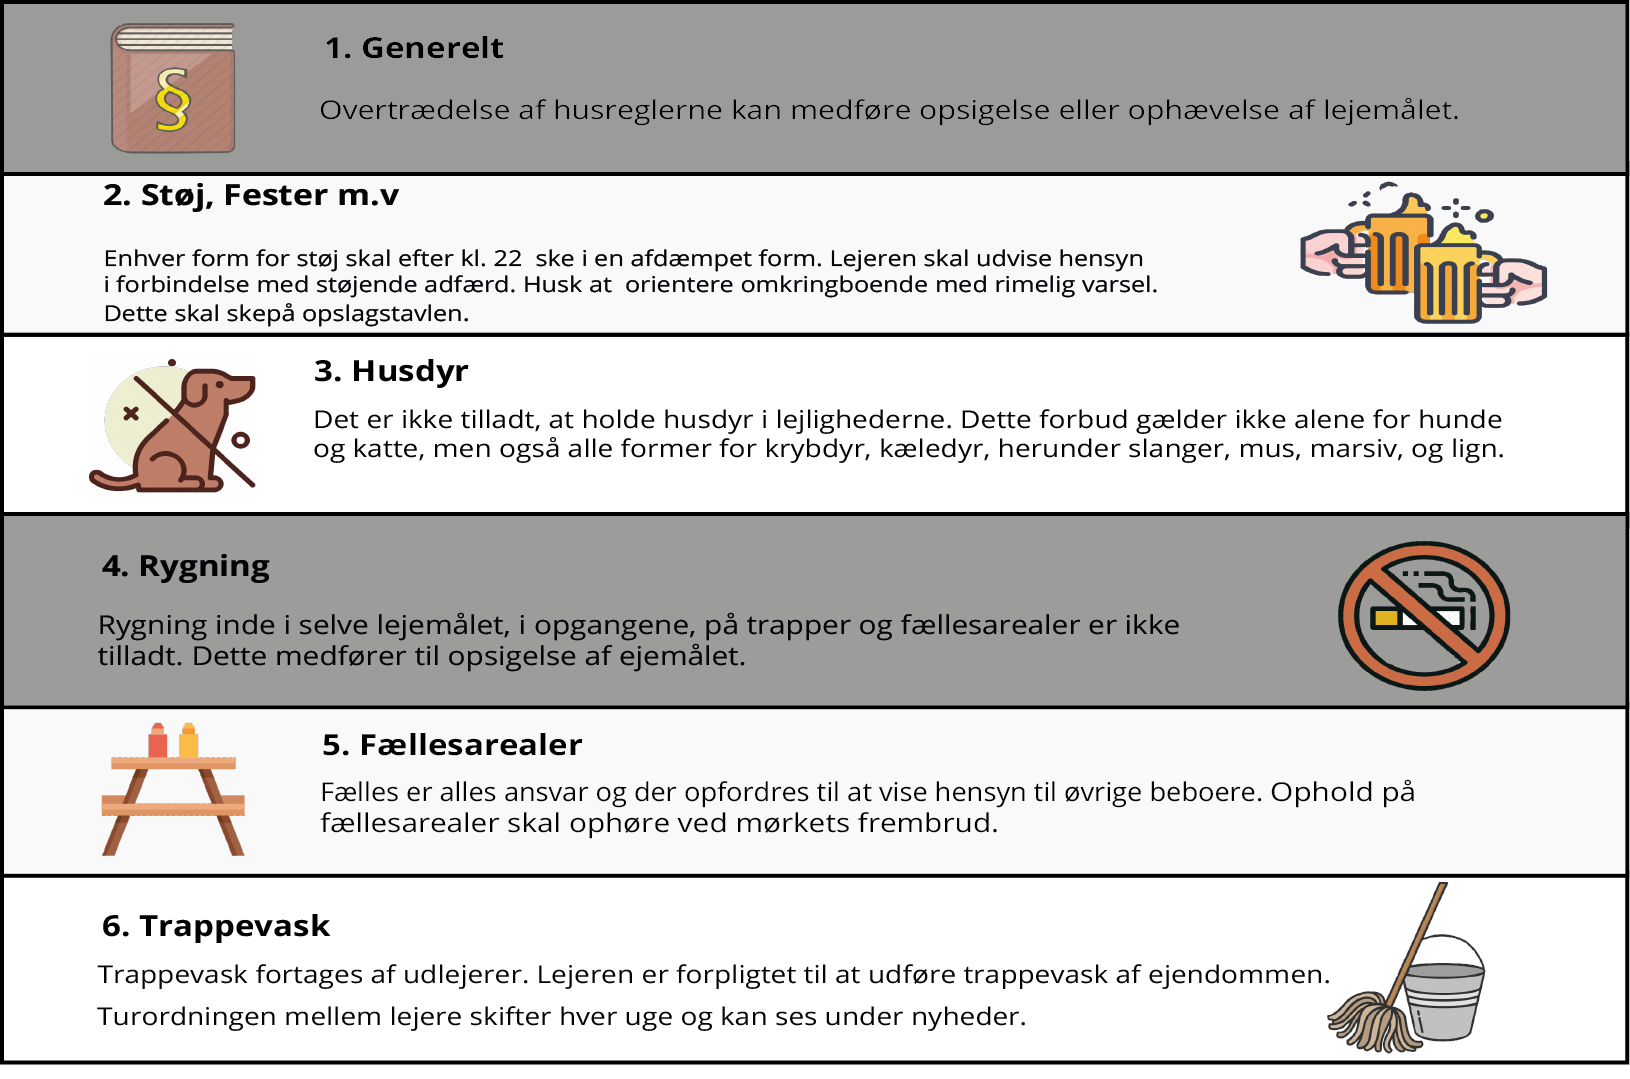 §
1. Generelt
Overtrædelse af husreglerne kan medføre opsigelse eller ophævelse af lejemålet.
2. Støj, Fester m.v
Enhver form for støj skal efter kl. 22  ske i en afdæmpet form. Lejeren skal udvise hensyn
i forbindelse med støjende adfærd. Husk at  orientere omkringboende med rimelig varsel.
Dette skal skepå opslagstavlen.
3. Husdyr
Det er ikke tilladt, at holde husdyr i lejlighederne. Dette forbud gælder ikke alene for hunde
og katte, men også alle former for krybdyr, kæledyr, herunder slanger, mus, marsiv, og lign.
4. Rygning
Rygning inde i selve lejemålet, i opgangene, på trapper og fællesarealer er ikke
tilladt. Dette medfører til opsigelse af ejemålet.
5. Fællesarealer
Fælles er alles ansvar og der opfordres til at vise hensyn til øvrige beboere. Ophold på
fællesarealer skal ophøre ved mørkets frembrud.
6. Trappevask
Trappevask fortages af udlejerer. Lejeren er forpligtet til at udføre trappevask af ejendommen.
Turordningen mellem lejere skifter hver uge og kan ses under nyheder.